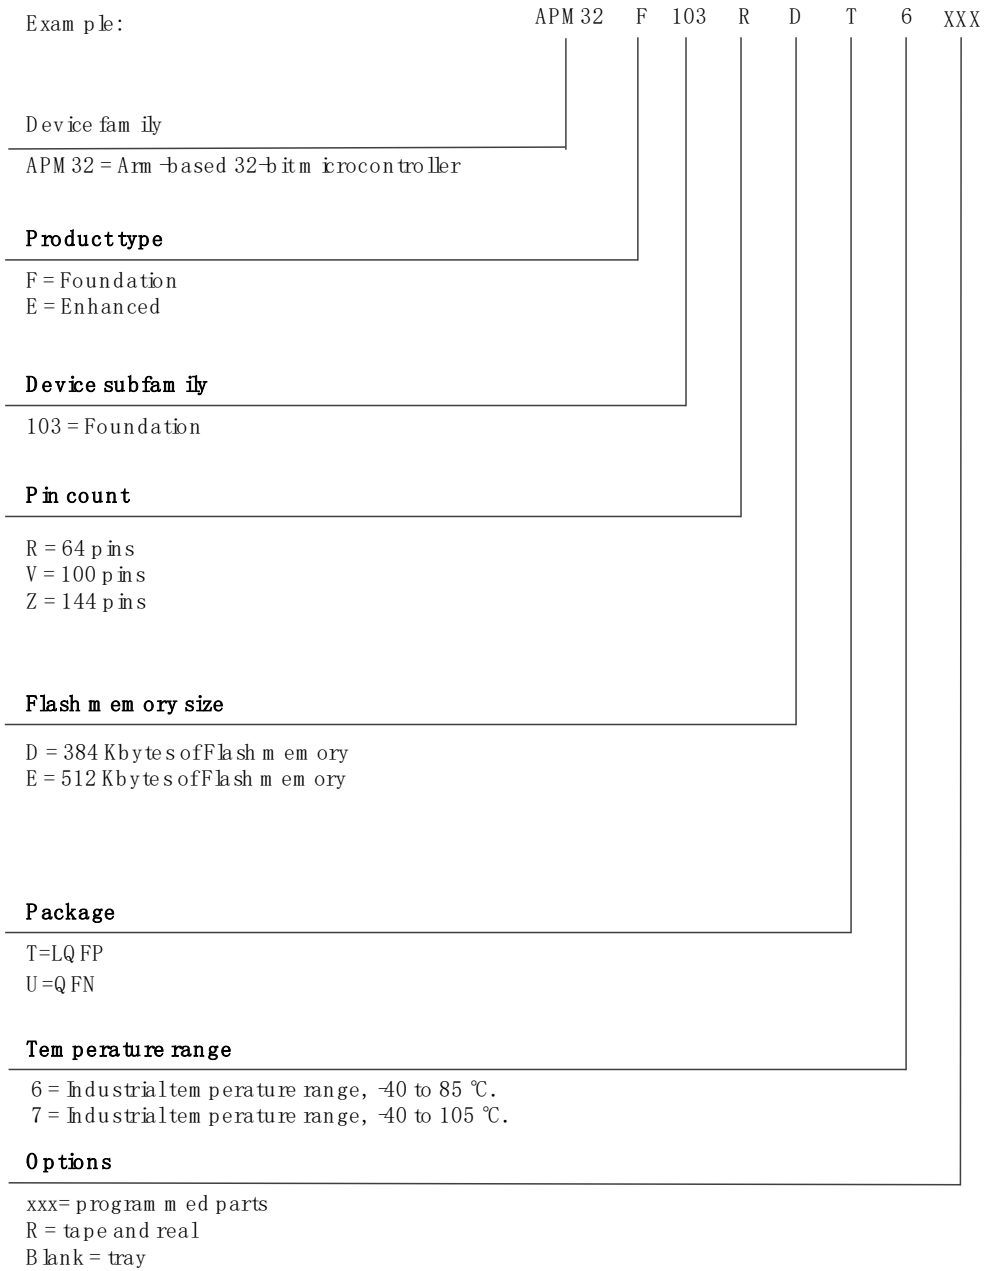 Example: APM32 F 103 R D T 6 XXX
Device family
APM32 = Arm-based 32-bit microcontroller
Product type
F = Foundation
E = Enhanced
Device subfamily
103 = Foundation
Pin count
R = 64 pins
V = 100 pins
Z = 144 pins
Flash memory size
D = 384 Kbytes of Flash memory
E = 512 Kbytes of Flash memory
Package
T=LQFP
U=QFN
Temperature range
6 = Industrial temperature range, -40 to 85 ℃.
7 = Industrial temperature range, -40 to 105 ℃.
Options
xxx= programmed parts
R = tape and real
Blank = tray